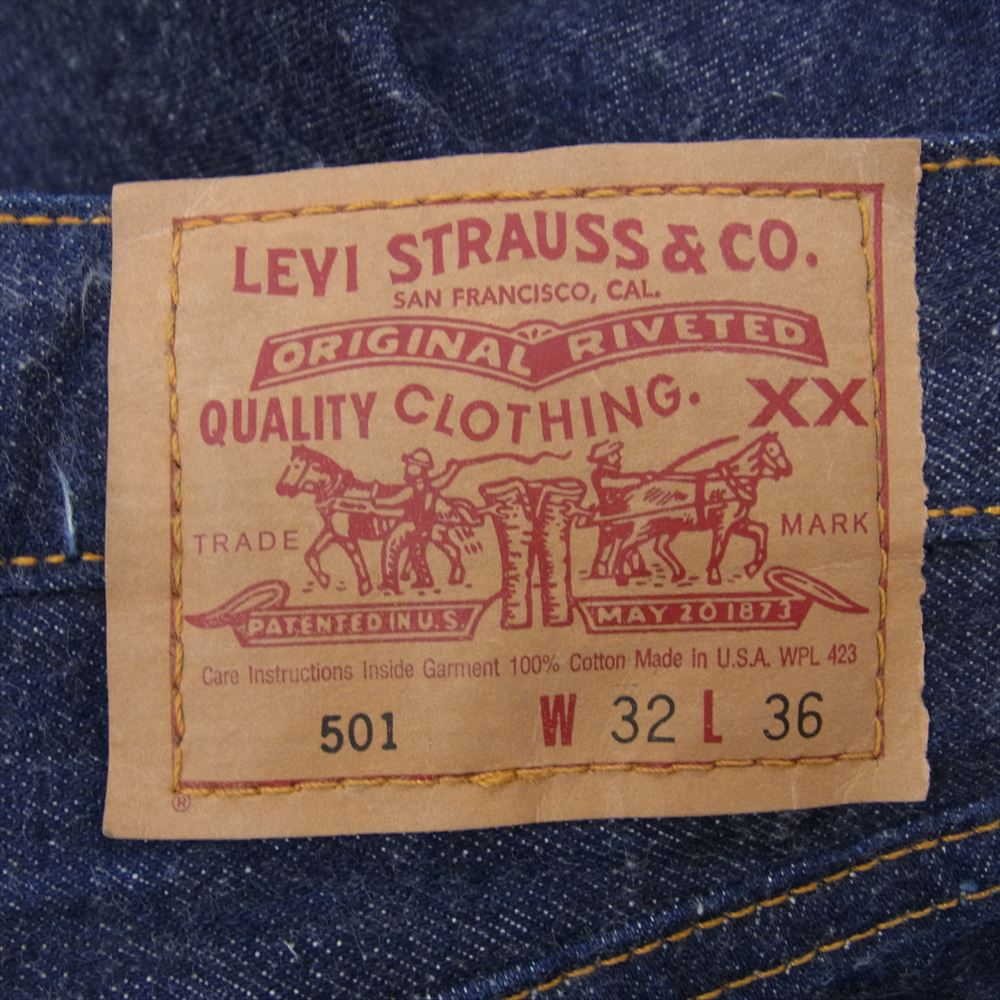 LEVI STRAUSS & CO.
SAN FRANCISCO, CAL.
ORIGINAL RIVETED
QUALITY CLOTHING. XX
TRADE MARK
PATENTED IN U.S. MAY 20 1873
Care Instructions Inside Garment 100% Cotton Made in U.S.A. WPL 423
501 W 32 L 36
®